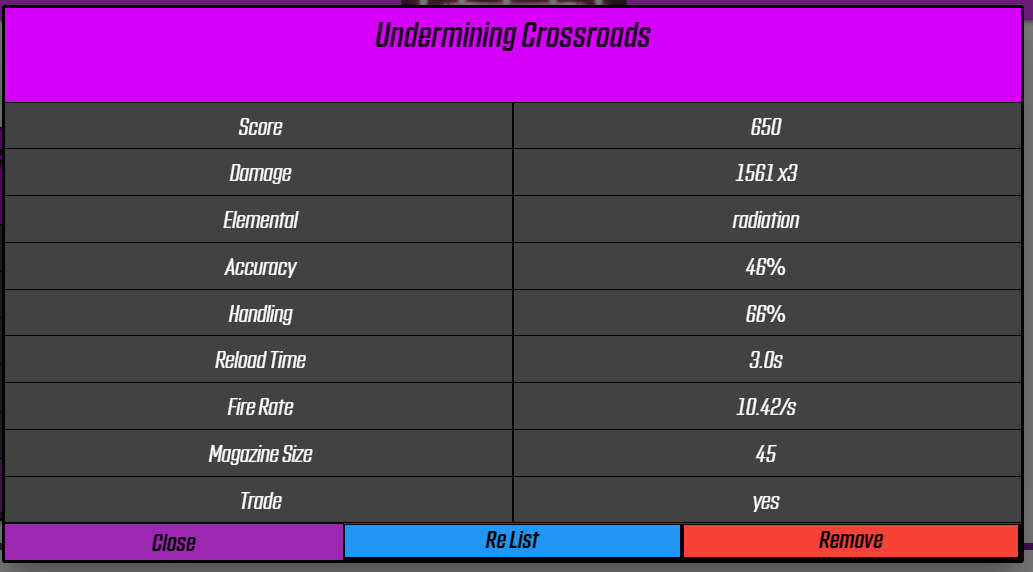 Undermining Crossroads
Score 650
Damage 1561 x3
Elemental radiation
Accuracy 46%
Handling 66%
Reload Time 3.0s
Fire Rate 10.42/s
Magazine Size 45
Trade yes
Close Re List Remove